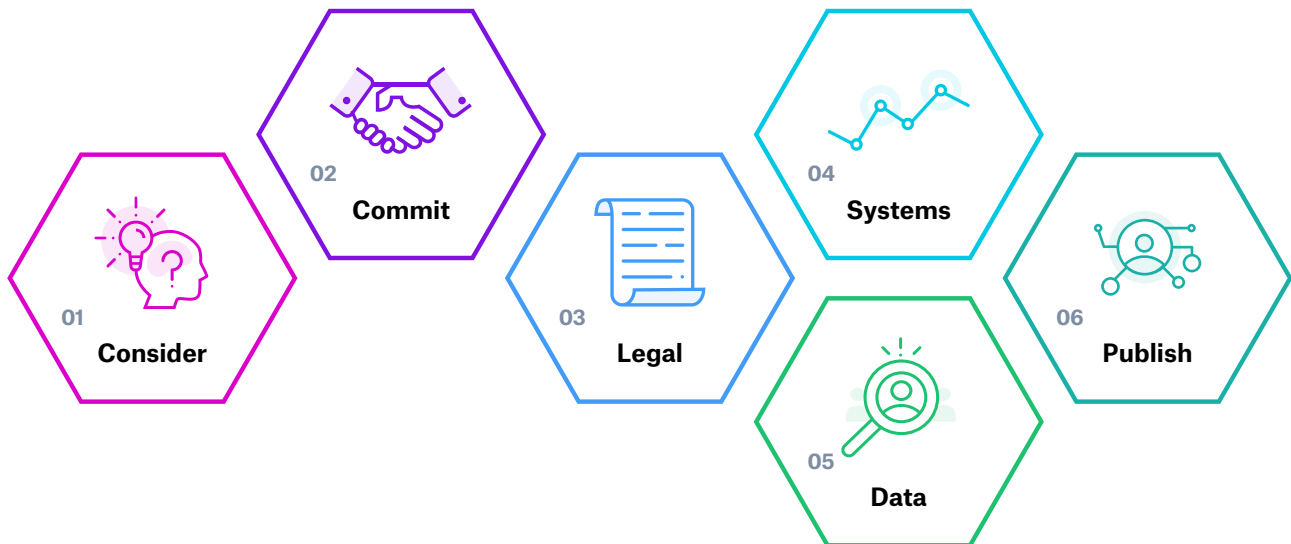 01
Consider
02
Commit
03
Legal
04
Systems
05
Data
06
Publish